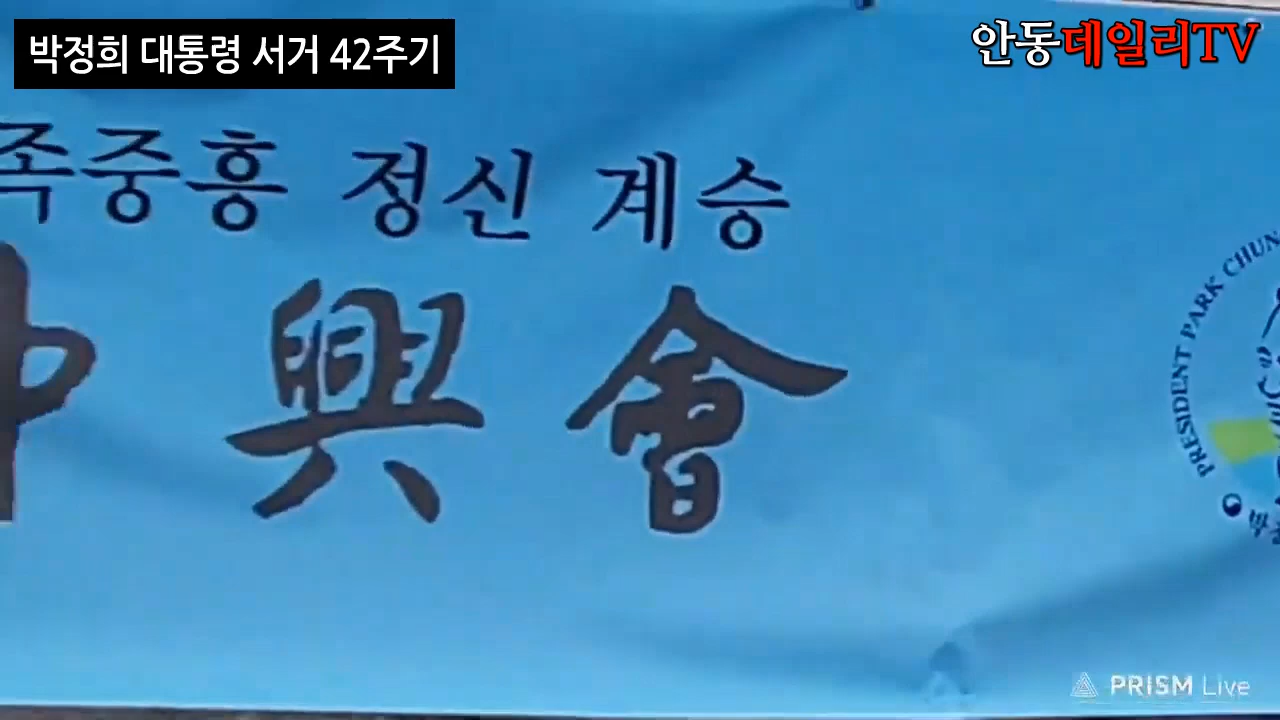 박정희 대통령 서거 42주기
안동데일리TV
족중흥 정신 계승
中興會
PRESIDENT PARK CHUN
PRISM Live